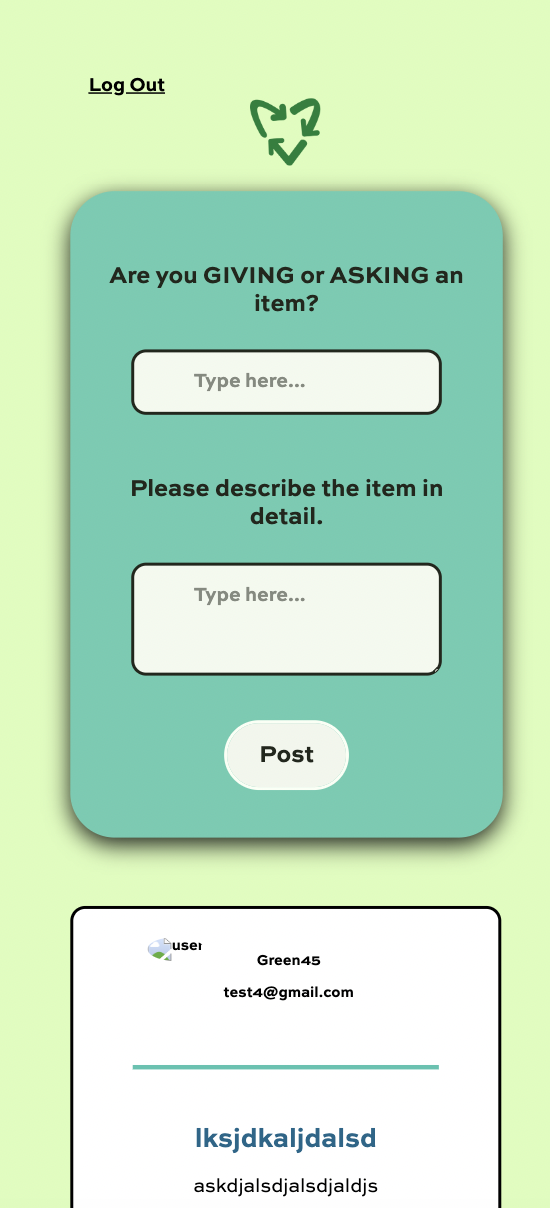 Log Out
Are you GIVING or ASKING an
item?
Type here...
Please describe the item in
detail.
Type here...
Post
user
Green45
test4@gmail.com
lksjdkaljdalsd
askdjalsdjalsdjaldjs